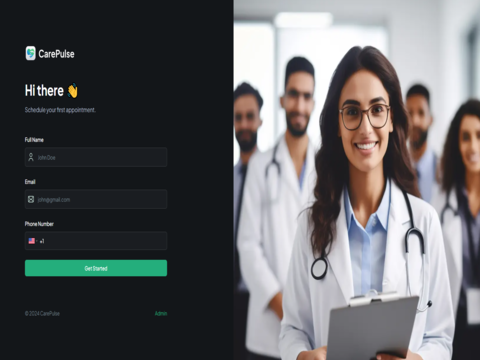 CarePulse
Hi there 👋
Schedule your first appointment.
Full Name
John Doe
Email
john@gmail.com
Phone Number
+1
Get Started
© 2024 CarePulse
Admin